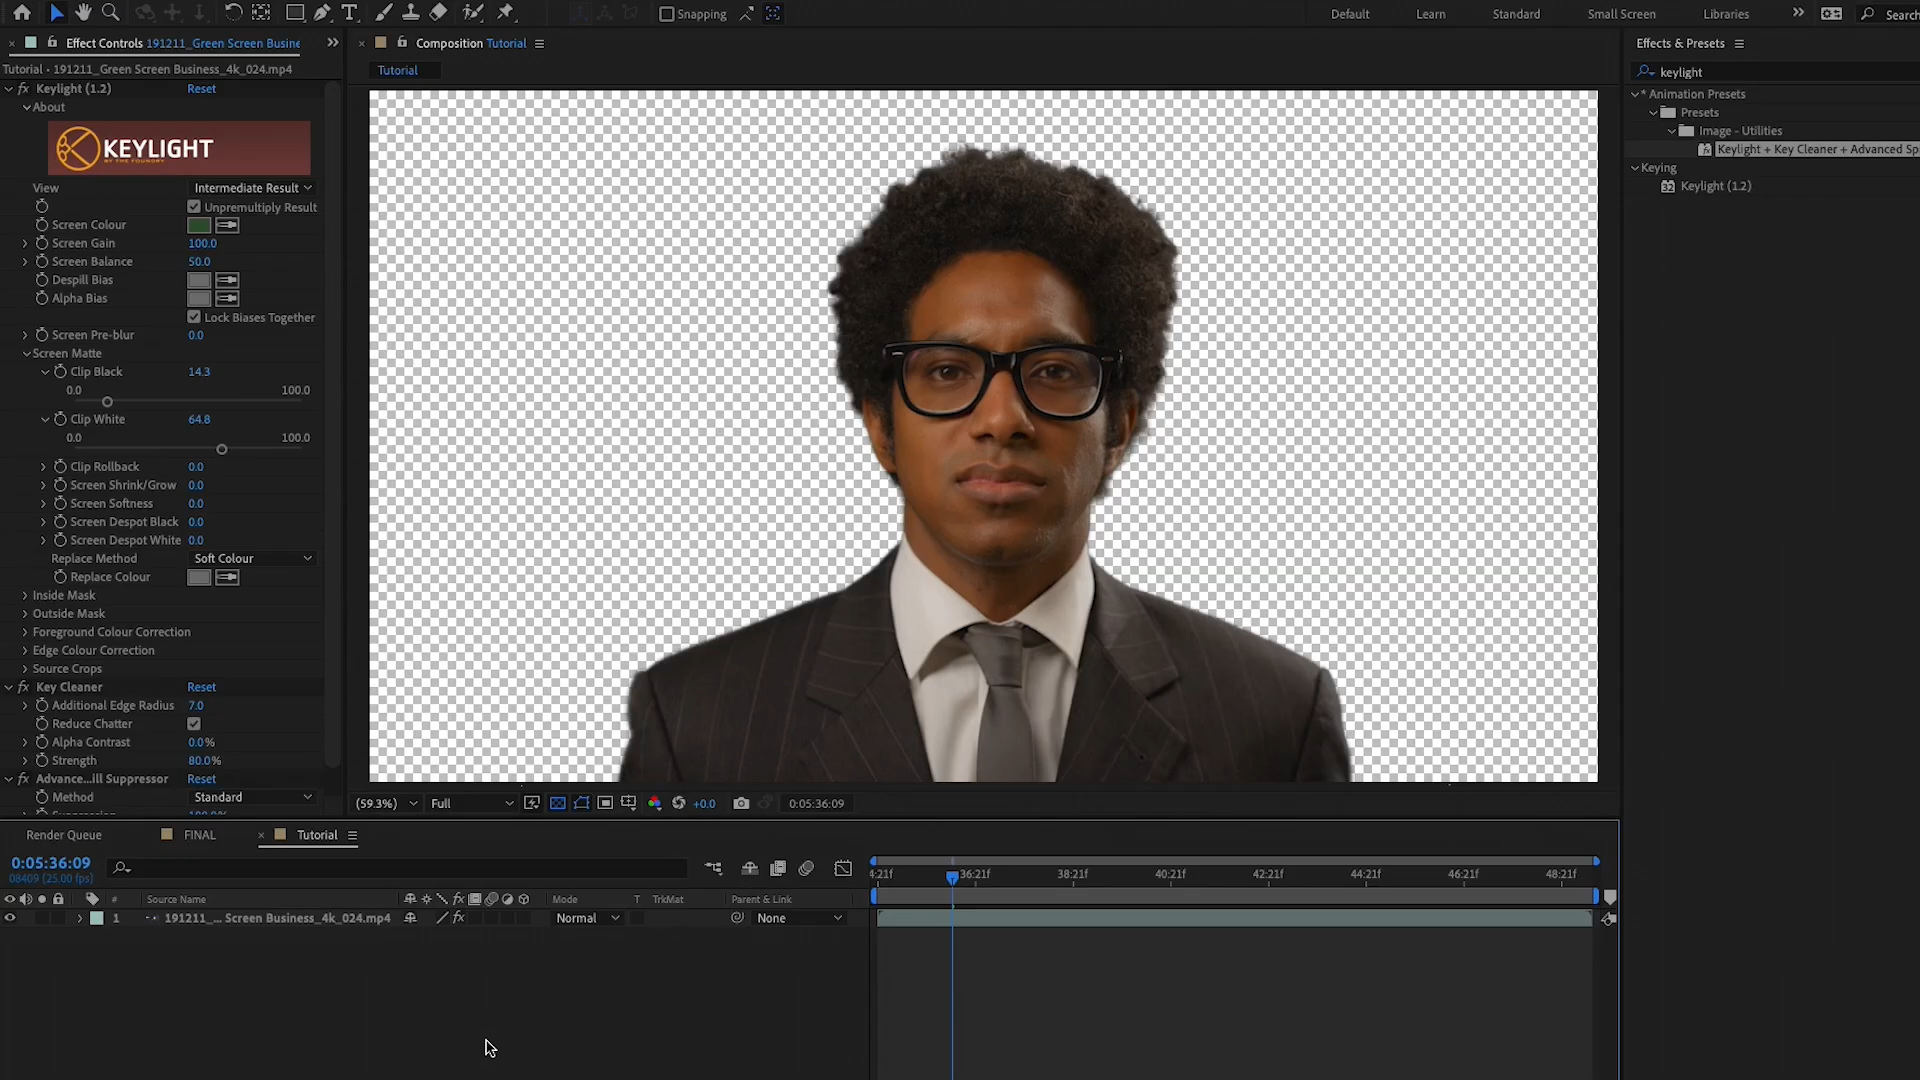 Snapping
Default
Learn
Standard
Small Screen
Libraries
Search
Effect Controls 191211_Green Screen Busine
Tutorial • 191211_Green Screen Business_4k_024.mp4
Keylight (1.2)
Reset
About
KEYLIGHT
BY THE FOUNDRY
View
Intermediate Result
Unpremultiply Result
Screen Colour
Screen Gain
100.0
Screen Balance
50.0
Despill Bias
Alpha Bias
Lock Biases Together
Screen Pre-blur
0.0
Screen Matte
Clip Black
14.3
0.0
100.0
Clip White
64.8
0.0
100.0
Clip Rollback
0.0
Screen Shrink/Grow
0.0
Screen Softness
0.0
Screen Despot Black
0.0
Screen Despot White
0.0
Replace Method
Soft Colour
Replace Colour
Inside Mask
Outside Mask
Foreground Colour Correction
Edge Colour Correction
Source Crops
Key Cleaner
Reset
Additional Edge Radius
7.0
Reduce Chatter
Alpha Contrast
0.0%
Strength
80.0%
Advance...ill Suppressor
Reset
Method
Standard
Composition Tutorial
Tutorial
(59.3%)
Full
+0.0
0:05:36:09
Effects & Presets
keylight
* Animation Presets
Presets
Image - Utilities
Keylight + Key Cleaner + Advanced Sp
Keying
32
Keylight (1.2)
Render Queue
FINAL
Tutorial
0:05:36:09
08409 (25.00 fps)
4:21f
36:21f
38:21f
40:21f
42:21f
44:21f
46:21f
48:21f
#
Source Name
Mode
T
TrkMat
Parent & Link
1
191211_... Screen Business_4k_024.mp4
Normal
None